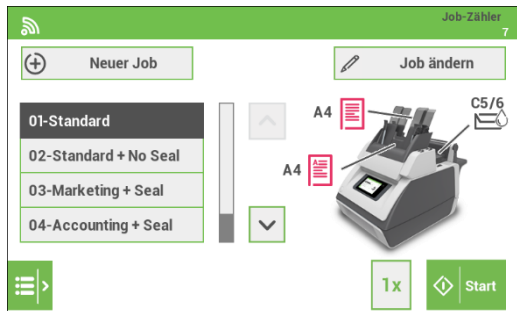 Job-Zähler
7
Neuer Job
Job ändern
01-Standard
02-Standard + No Seal
03-Marketing + Seal
04-Accounting + Seal
A4
C5/6
A4
1x
Start